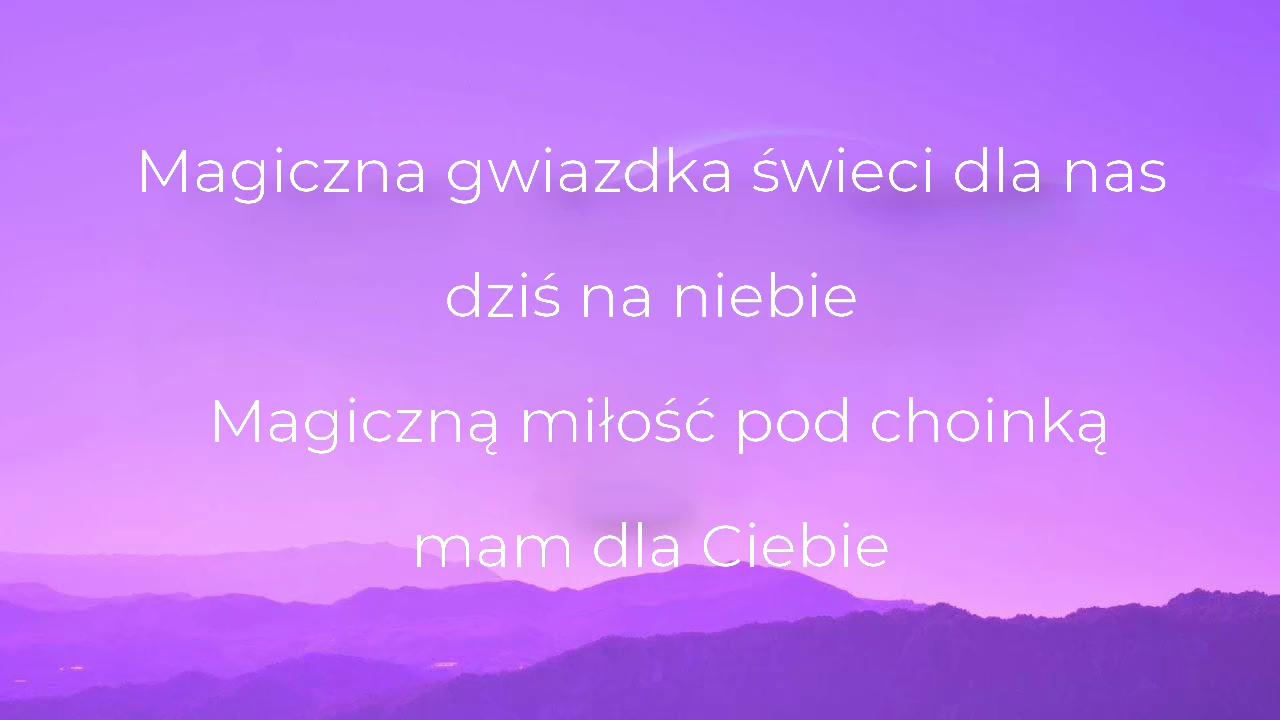 Magiczna gwiazdka świeci dla nas
dziś na niebie
Magiczną miłość pod choinką
mam dla Ciebie